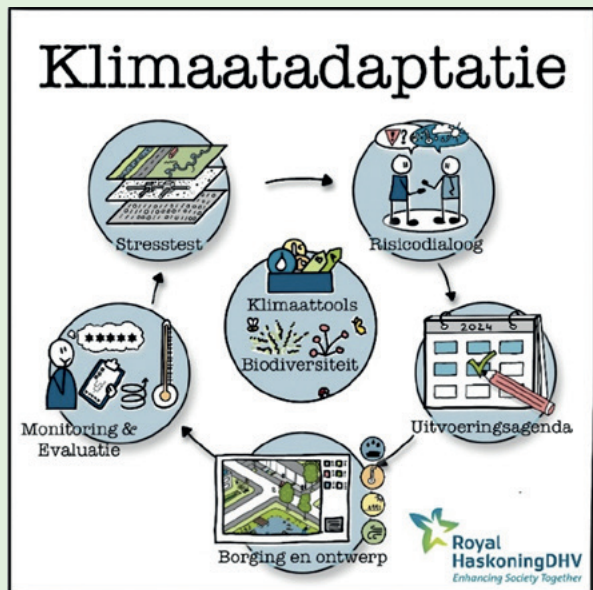 Klimaatadaptatie
Stresstest
Risicodialoog
Klimaattools
Biodiversiteit
2024
Monitoring &
Evaluatie
Uitvoeringsagenda
Borging en ontwerp
Royal
HaskoningDHV
Enhancing Society Together